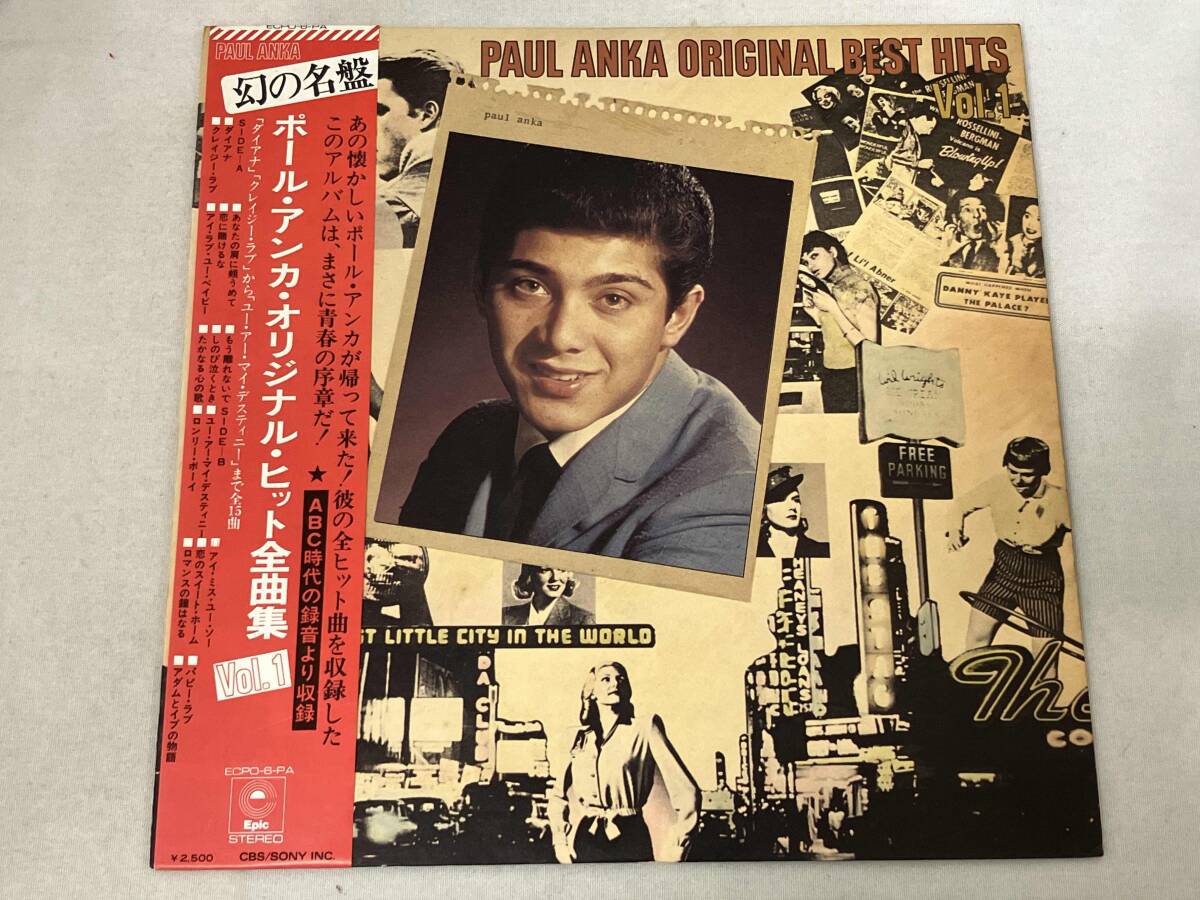 ECPO-6-PA
PAUL ANKA
幻の名盤
ポール・アンカ・オリジナル・ヒット全曲集
Vol.1
「ダイアナ」「クレイジー・ラブ」から「ユー・アー・マイ・デスティニー」まで全15曲
あの懐かしいポール・アンカが帰って来た!彼の全ヒット曲を収録した
このアルバムは、まさに青春の序章だ!
★ABC時代の録音より収録
SIDE-A
■ダイアナ
■クレイジー・ラブ
■あなたの肩に頬うめて
■恋に賭けるな
■アイ・ラブ・ユー・ベイビー
■もう離れないで
■しのび泣くとき
■たかなる心の歌
SIDE-B
■ユー・アー・マイ・デスティニー
■ロンリー・ボーイ
■アイ・ミス・ユー・ソー
■恋のスイート・ホーム
■ロマンスの鐘はなる
■パピー・ラブ
■アダムとイブの物語
ECPO-6-PA
Epic
STEREO
¥2,500
CBS/SONY INC.
PAUL ANKA ORIGINAL BEST HITS
Vol.1
paul anka
ROSSELLINI-
BERGMAN
Blowing Up!
Li'l Abner
DANNY KAYE PLAYED
THE PALACE?
FREE
PARKING
ST LITTLE CITY IN THE WORLD
HEANEYS LOANS
The
CO